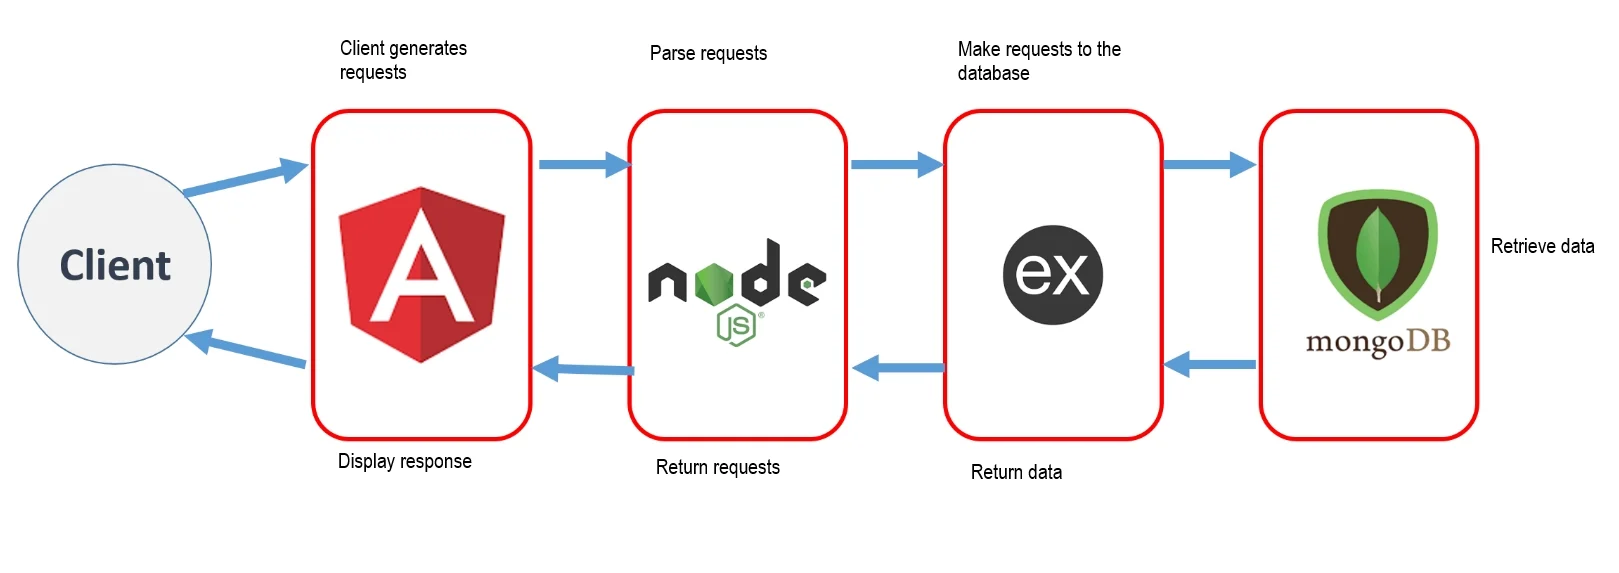 Client generates
requests
Parse requests
Make requests to the
database
Client
A
node
JS®
ex
mongoDB
Retrieve data
Display response
Return requests
Return data